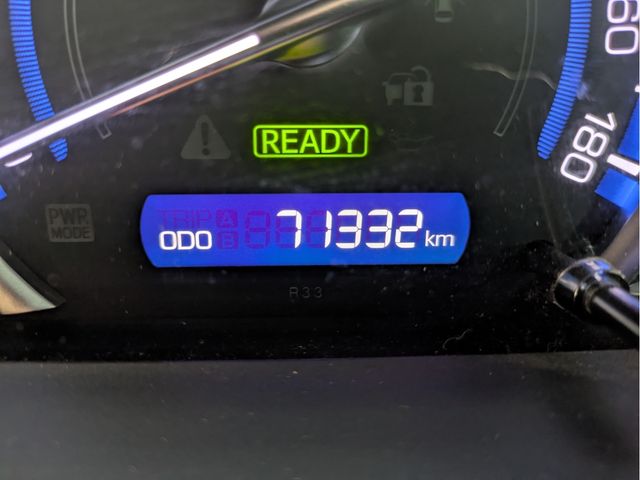 160
READY
180
PWR
MODE
TRIP A
B
ODO 71332 km
R33